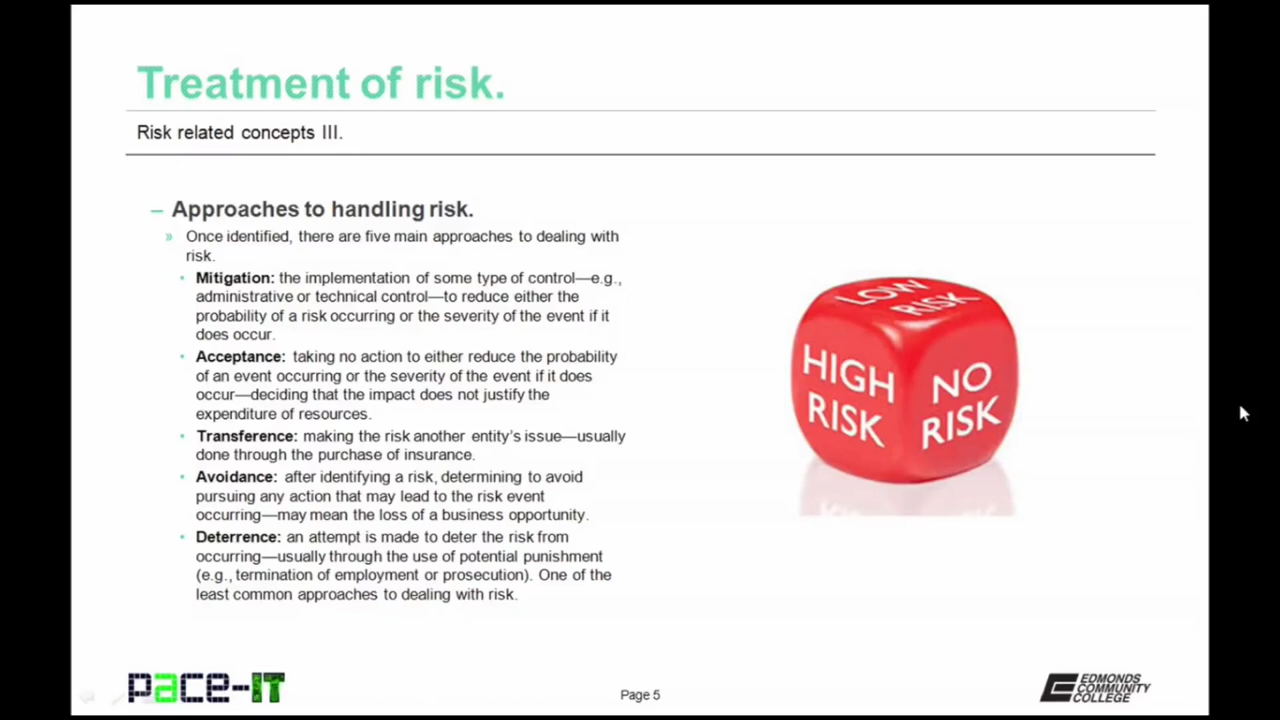 Treatment of risk.
Risk related concepts III.
– Approaches to handling risk.
» Once identified, there are five main approaches to dealing with
risk.
• Mitigation: the implementation of some type of control—e.g.,
administrative or technical control—to reduce either the
probability of a risk occurring or the severity of the event if it
does occur.
• Acceptance: taking no action to either reduce the probability
of an event occurring or the severity of the event if it does
occur—deciding that the impact does not justify the
expenditure of resources.
• Transference: making the risk another entity's issue—usually
done through the purchase of insurance.
• Avoidance: after identifying a risk, determining to avoid
pursuing any action that may lead to the risk event
occurring—may mean the loss of a business opportunity.
• Deterrence: an attempt is made to deter the risk from
occurring—usually through the use of potential punishment
(e.g., termination of employment or prosecution). One of the
least common approaches to dealing with risk.
LOW
RISK
HIGH
RISK
NO
RISK
pace-IT
Page 5
EDMONDS
COMMUNITY
COLLEGE